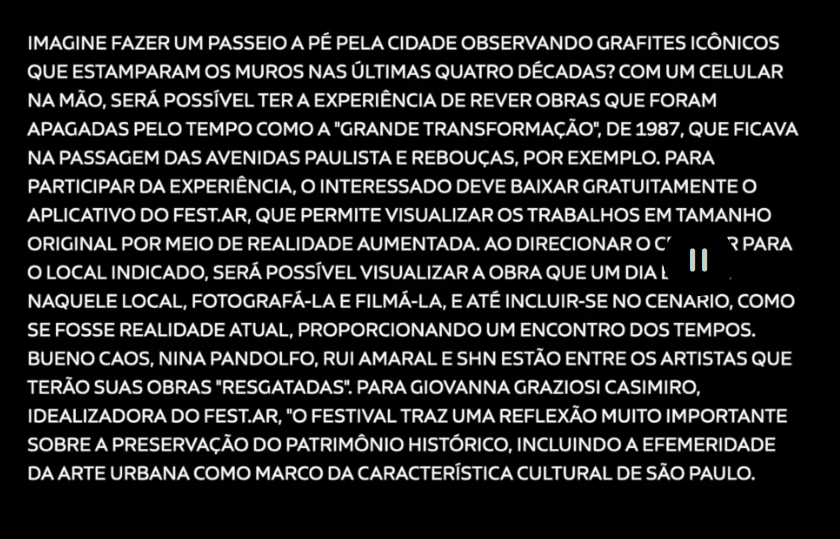 IMAGINE FAZER UM PASSEIO A PÉ PELA CIDADE OBSERVANDO GRAFITES ICÔNICOS
QUE ESTAMPARAM OS MUROS NAS ÚLTIMAS QUATRO DÉCADAS? COM UM CELULAR
NA MÃO, SERÁ POSSÍVEL TER A EXPERIÊNCIA DE REVER OBRAS QUE FORAM
APAGADAS PELO TEMPO COMO A "GRANDE TRANSFORMAÇÃO", DE 1987, QUE FICAVA
NA PASSAGEM DAS AVENIDAS PAULISTA E REBOUÇAS, POR EXEMPLO. PARA
PARTICIPAR DA EXPERIÊNCIA, O INTERESSADO DEVE BAIXAR GRATUITAMENTE O
APLICATIVO DO FEST.AR, QUE PERMITE VISUALIZAR OS TRABALHOS EM TAMANHO
ORIGINAL POR MEIO DE REALIDADE AUMENTADA. AO DIRECIONAR O PARA
O LOCAL INDICADO, SERÁ POSSÍVEL VISUALIZAR A OBRA QUE UM DIA
NAQUELE LOCAL, FOTOGRAFÁ-LA E FILMÁ-LA, E ATÉ INCLUIR-SE NO CENÁRIO, COMO
SE FOSSE REALIDADE ATUAL, PROPORCIONANDO UM ENCONTRO DOS TEMPOS.
BUENO CAOS, NINA PANDOLFO, RUI AMARAL E SHN ESTÃO ENTRE OS ARTISTAS QUE
TERÃO SUAS OBRAS "RESGATADAS". PARA GIOVANNA GRAZIOSI CASIMIRO,
IDEALIZADORA DO FEST.AR, "O FESTIVAL TRAZ UMA REFLEXÃO MUITO IMPORTANTE
SOBRE A PRESERVAÇÃO DO PATRIMÔNIO HISTÓRICO, INCLUINDO A EFEMERIDADE
DA ARTE URBANA COMO MARCO DA CARACTERÍSTICA CULTURAL DE SÃO PAULO.